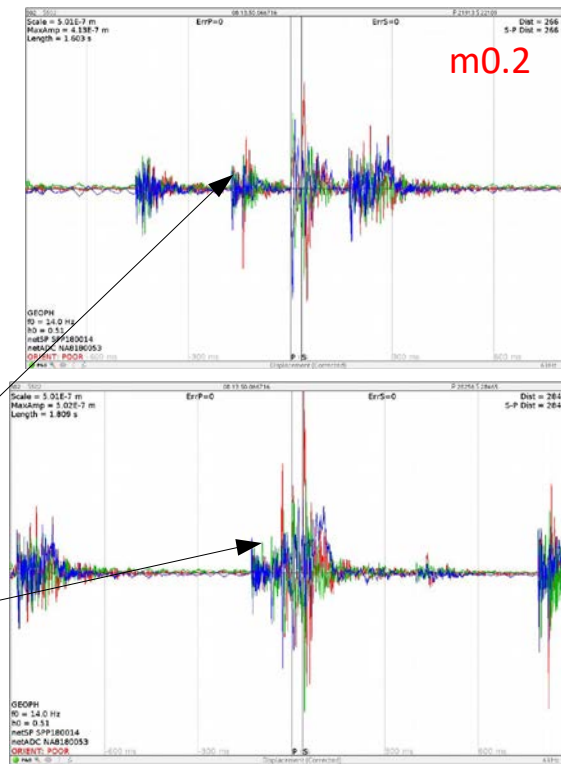 08:13:50.066716
Scale = 5.01E-7 m
MaxAmp = 4.13E-7 m
Length = 1.603 s
ErrP=0
ErrS=0
Dist = 266
S-P Dist = 266
m0.2
GEOPH
f0 = 14.0 Hz
h0 = 0.51
netSP SPP180014
netADC NAB180053
ORIENT: POOR
-600 ms
-300 ms
P
S
300 ms
600 ms
Displacement (Corrected)
Scale = 5.01E-7 m
MaxAmp = 5.02E-7 m
Length = 1.809 s
ErrP=0
ErrS=0
Dist = 284
S-P Dist = 284
GEOPH
f0 = 14.0 Hz
h0 = 0.51
netSP SPP180014
netADC NAB180053
ORIENT: POOR
-600 ms
-300 ms
P
S
300 ms
600 ms
Displacement (Corrected)